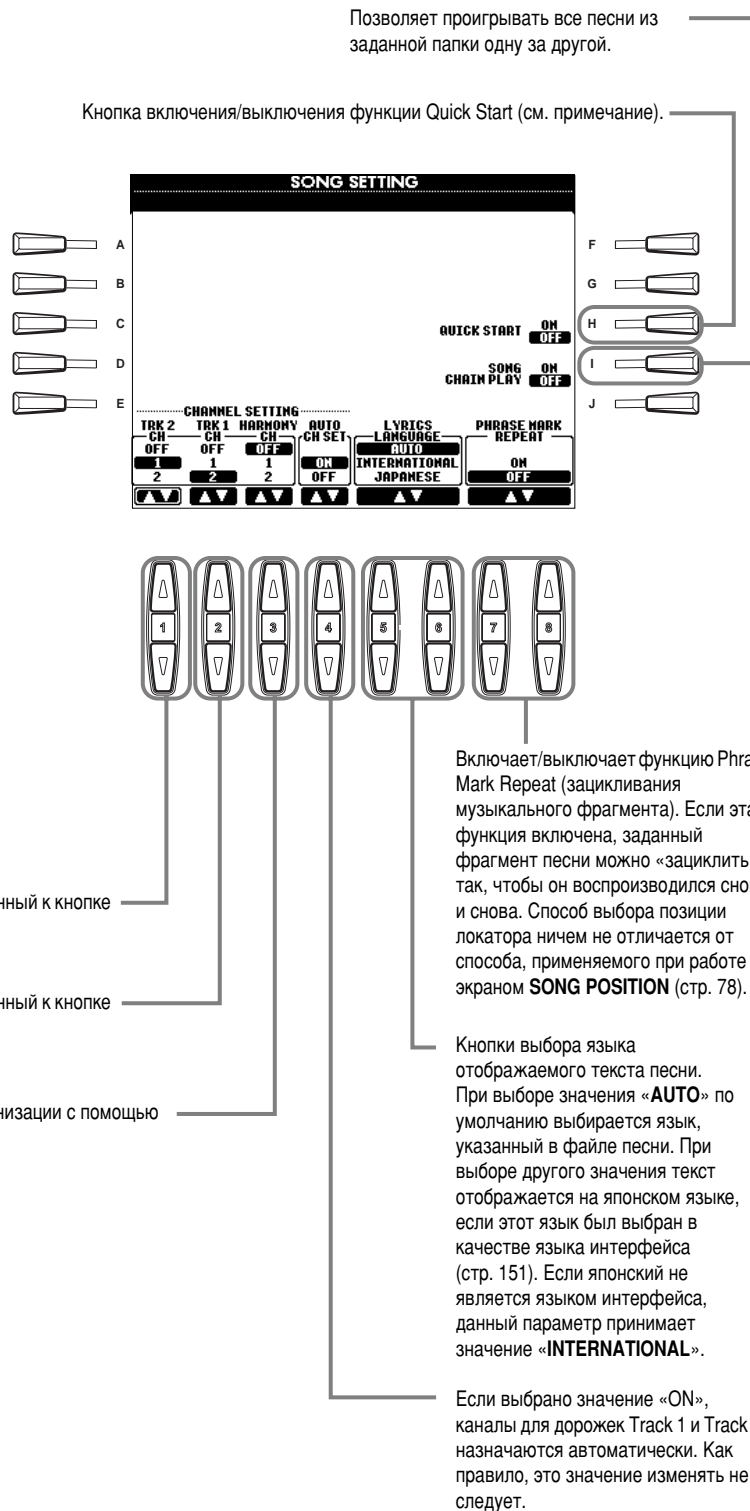 Позволяет проигрывать все песни из
заданной папки одну за другой.
Кнопка включения/выключения функции Quick Start (см. примечание).
SONG SETTING
A
B
C
D
E
F
G
H
I
J
QUICK START ON OFF
SONG CHAIN PLAY ON OFF
CHANNEL SETTING
TRK 2 TRK 1 HARMONY AUTO LYRICS PHRASE MARK
CH CH CH CH SET LANGUAGE REPEAT
OFF OFF OFF AUTO
1 1 1 ON INTERNATIONAL ON
2 2 2 OFF JAPANESE OFF
1 2 3 4 5 6 7 8
Включает/выключает функцию Phra
Mark Repeat (зацикливания
музыкального фрагмента). Если эта
функция включена, заданный
фрагмент песни можно «зациклить
так, чтобы он воспроизводился сно
и снова. Способ выбора позиции
локатора ничем не отличается от
способа, применяемого при работе
экраном SONG POSITION (стр. 78).
нный к кнопке
нный к кнопке
низации с помощью
Кнопки выбора языка
отображаемого текста песни.
При выборе значения «AUTO» по
умолчанию выбирается язык,
указанный в файле песни. При
выборе другого значения текст
отображается на японском языке,
если этот язык был выбран в
качестве языка интерфейса
(стр. 151). Если японский не
является языком интерфейса,
данный параметр принимает
значение «INTERNATIONAL».
Если выбрано значение «ON»,
каналы для дорожек Track 1 и Track
назначаются автоматически. Как
правило, это значение изменять не
следует.